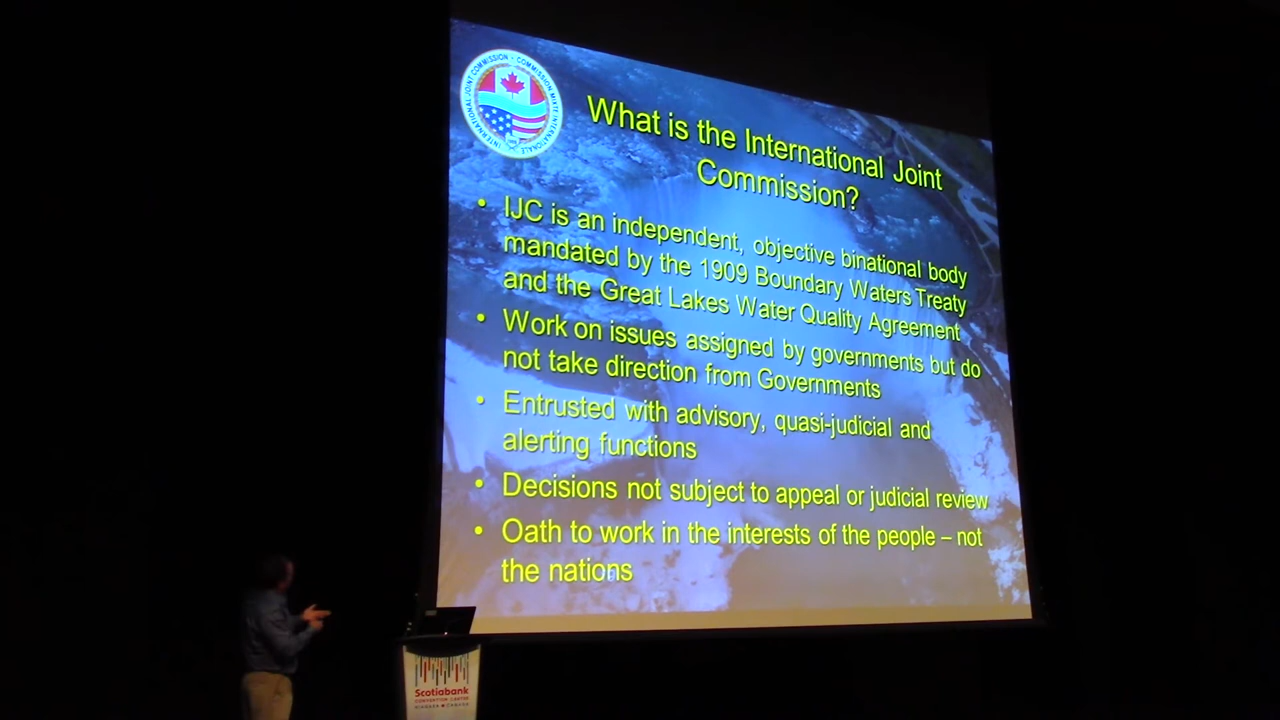 INTERNATIONAL JOINT COMMISSION · COMMISSION MIXTE INTERNATIONALE
What is the International Joint
Commission?
• IJC is an independent, objective binational body
mandated by the 1909 Boundary Waters Treaty
and the Great Lakes Water Quality Agreement
• Work on issues assigned by governments but do
not take direction from Governments
• Entrusted with advisory, quasi-judicial and
alerting functions
• Decisions not subject to appeal or judicial review
• Oath to work in the interests of the people – not
the nations
Scotiabank
CONVENTION CENTRE
NIAGARA CANADA